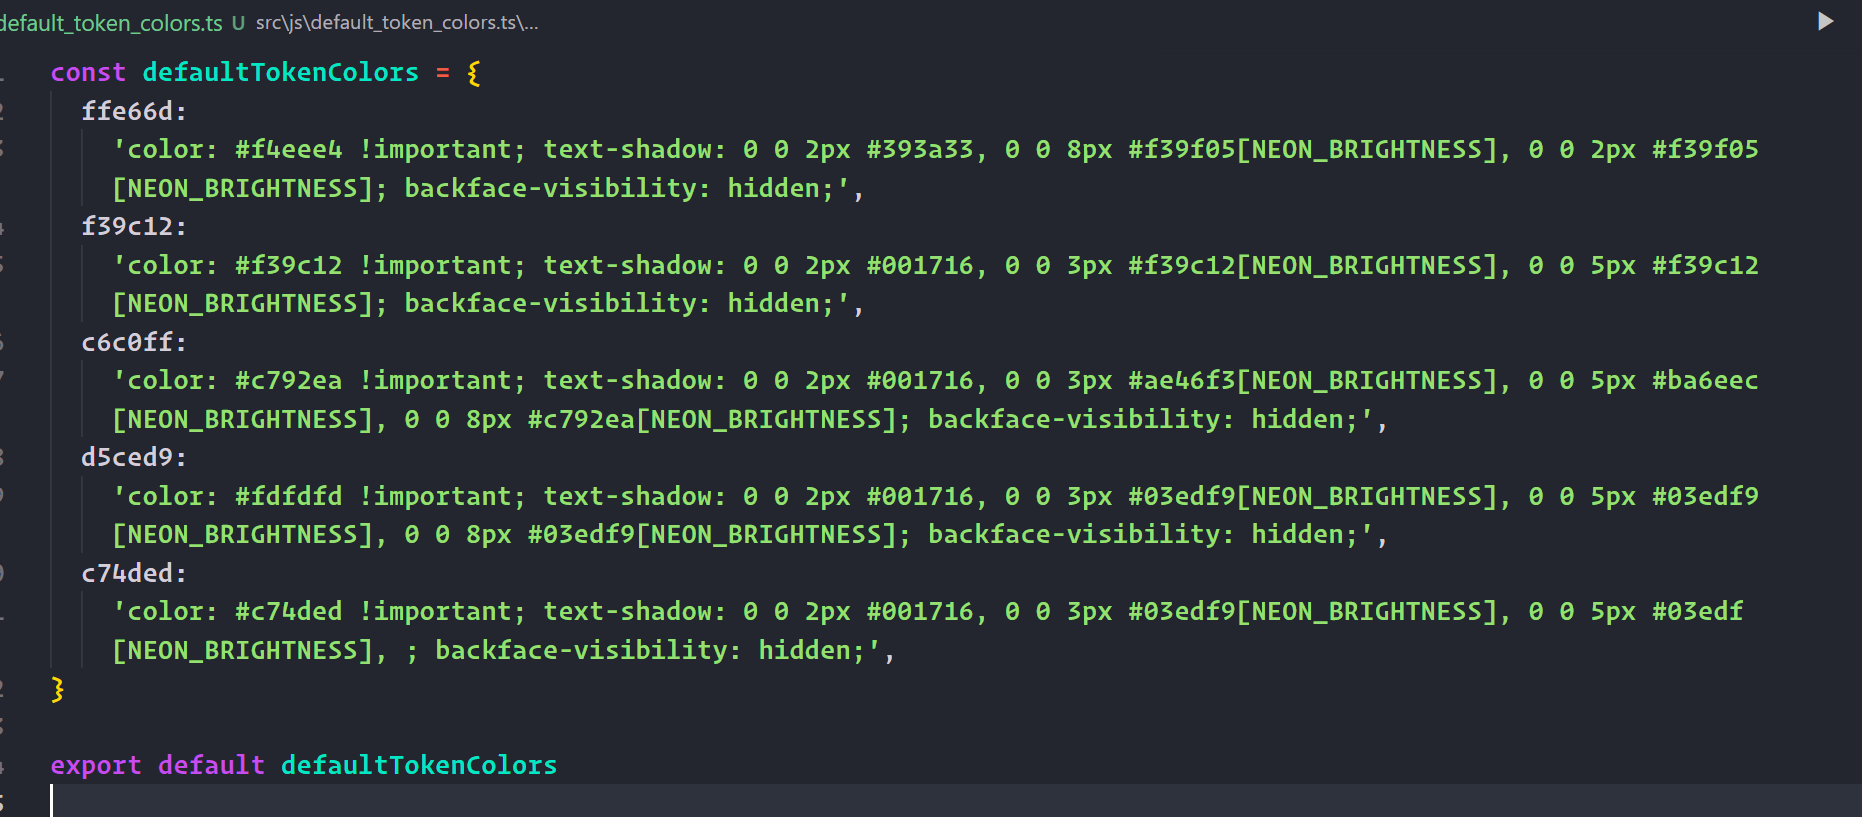 default_token_colors.ts U src\js\default_token_colors.ts\...
const defaultTokenColors = {
ffe66d:
'color: #f4eee4 !important; text-shadow: 0 0 2px #393a33, 0 0 8px #f39f05[NEON_BRIGHTNESS], 0 0 2px #f39f05
[NEON_BRIGHTNESS]; backface-visibility: hidden;',
f39c12:
'color: #f39c12 !important; text-shadow: 0 0 2px #001716, 0 0 3px #f39c12[NEON_BRIGHTNESS], 0 0 5px #f39c12
[NEON_BRIGHTNESS]; backface-visibility: hidden;',
c6c0ff:
'color: #c792ea !important; text-shadow: 0 0 2px #001716, 0 0 3px #ae46f3[NEON_BRIGHTNESS], 0 0 5px #ba6eec
[NEON_BRIGHTNESS], 0 0 8px #c792ea[NEON_BRIGHTNESS]; backface-visibility: hidden;',
d5ced9:
'color: #fdfdfd !important; text-shadow: 0 0 2px #001716, 0 0 3px #03edf9[NEON_BRIGHTNESS], 0 0 5px #03edf9
[NEON_BRIGHTNESS], 0 0 8px #03edf9[NEON_BRIGHTNESS]; backface-visibility: hidden;',
c74ded:
'color: #c74ded !important; text-shadow: 0 0 2px #001716, 0 0 3px #03edf9[NEON_BRIGHTNESS], 0 0 5px #03edf
[NEON_BRIGHTNESS], ; backface-visibility: hidden;',
}
export default defaultTokenColors